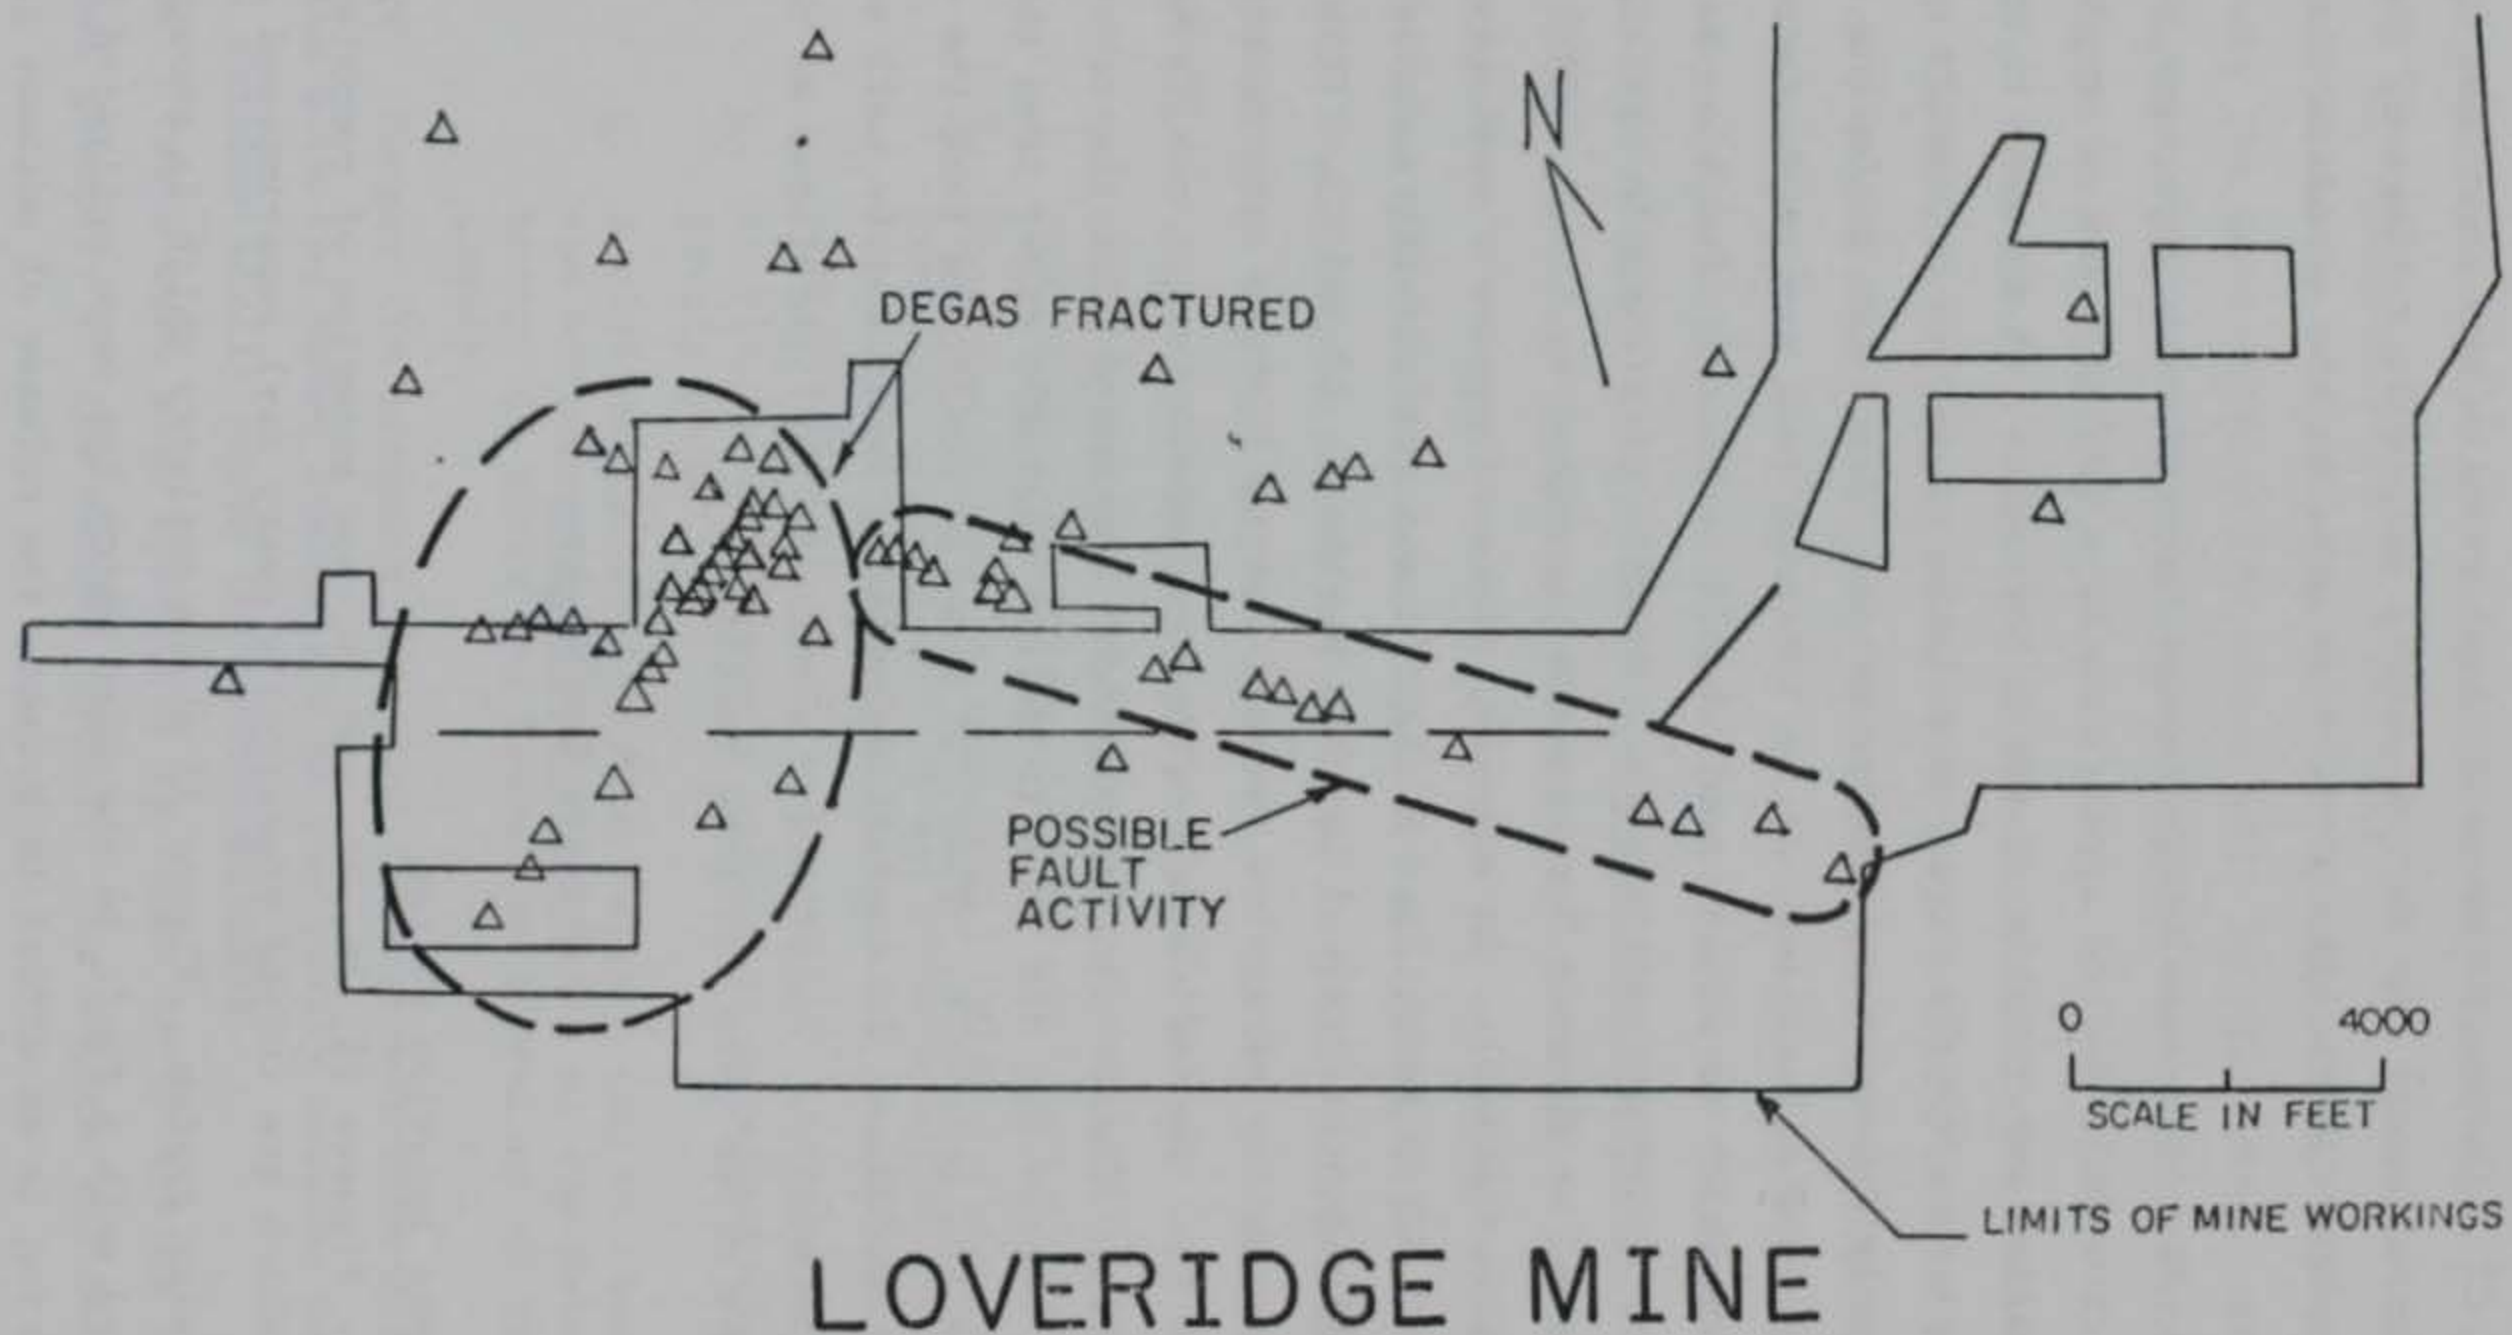 N
DEGAS FRACTURED
POSSIBLE
FAULT
ACTIVITY
0 4000
SCALE IN FEET
LIMITS OF MINE WORKINGS
LOVERIDGE MINE